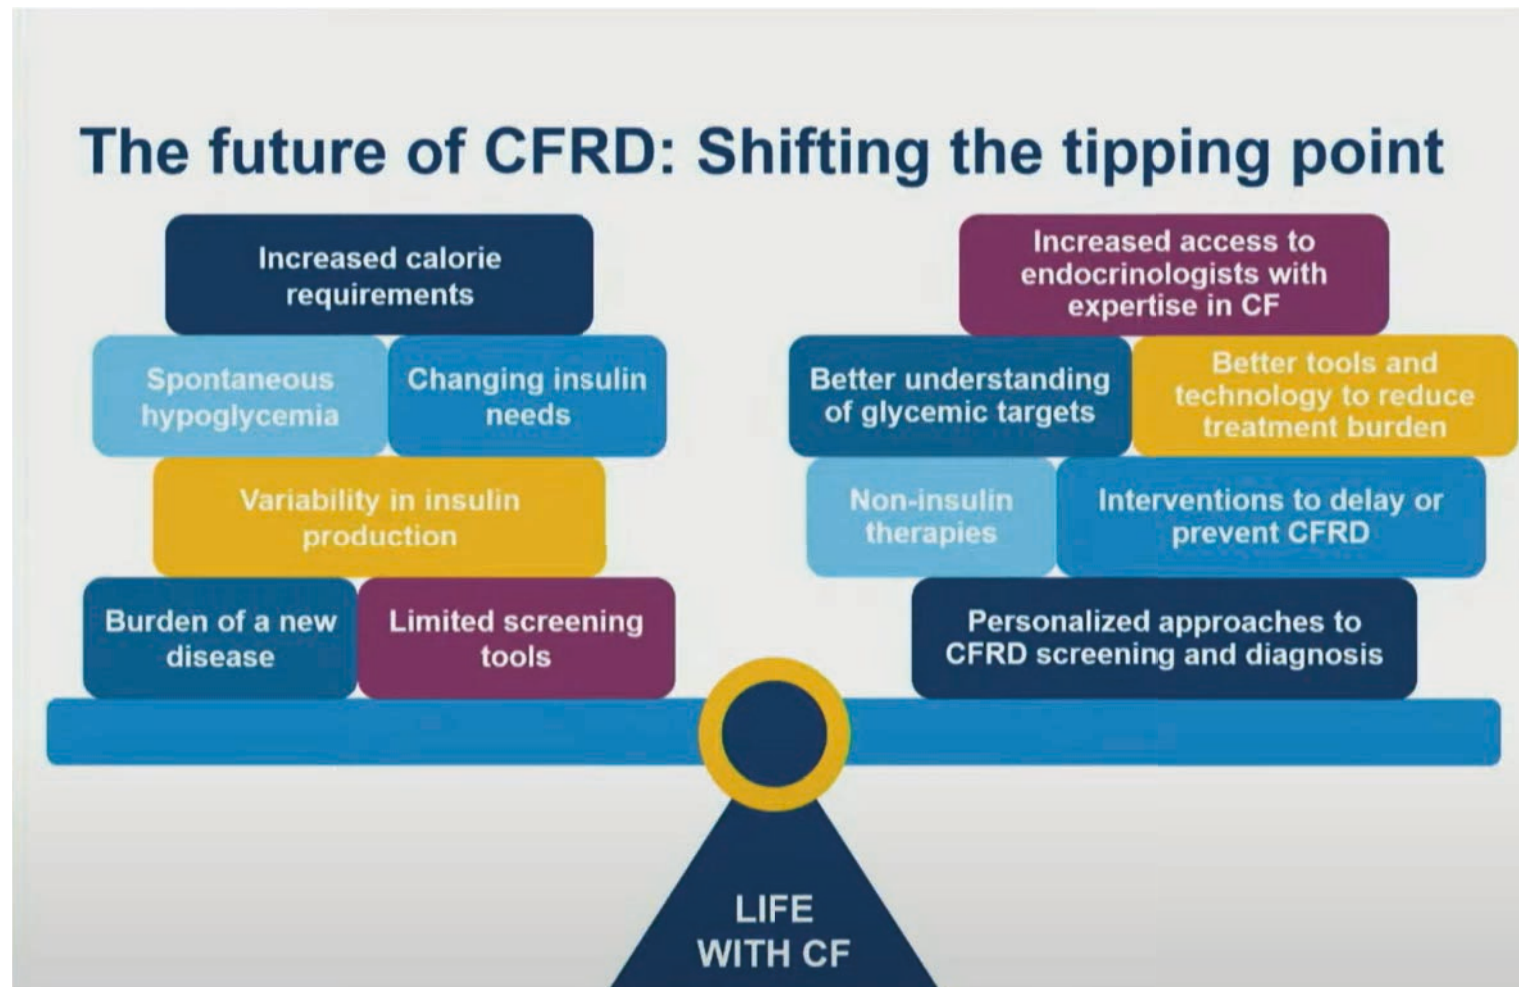 The future of CFRD: Shifting the tipping point
Increased calorie
requirements
Spontaneous
hypoglycemia
Changing insulin
needs
Variability in insulin
production
Burden of a new
disease
Limited screening
tools
Increased access to
endocrinologists with
expertise in CF
Better understanding
of glycemic targets
Better tools and
technology to reduce
treatment burden
Non-insulin
therapies
Interventions to delay or
prevent CFRD
Personalized approaches to
CFRD screening and diagnosis
LIFE
WITH CF